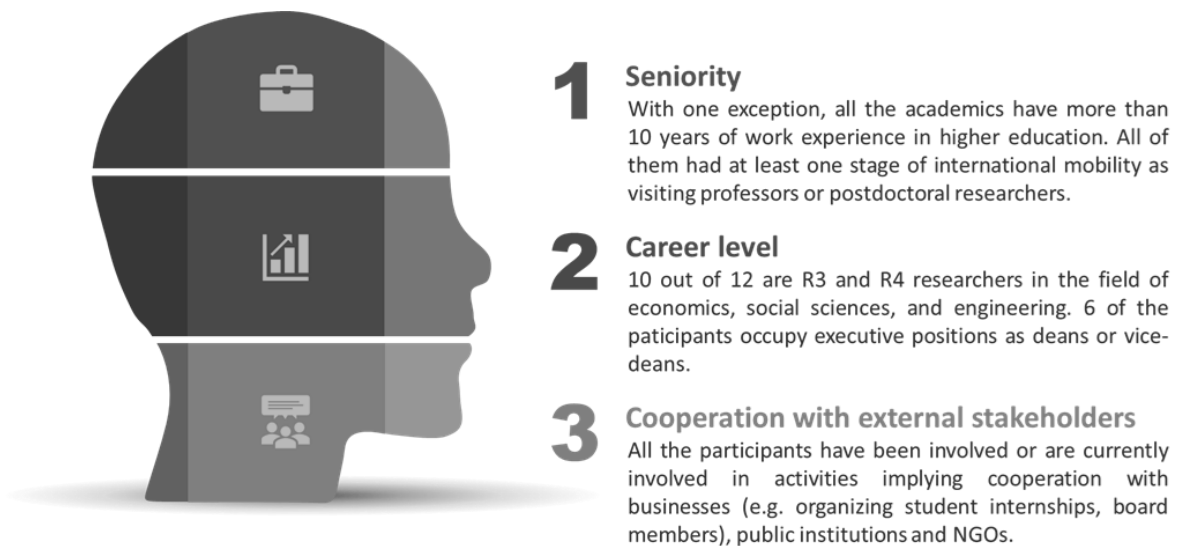 1
Seniority
With one exception, all the academics have more than
10 years of work experience in higher education. All of
them had at least one stage of international mobility as
visiting professors or postdoctoral researchers.
2
Career level
10 out of 12 are R3 and R4 researchers in the field of
economics, social sciences, and engineering. 6 of the
paticipants occupy executive positions as deans or vice-
deans.
3
Cooperation with external stakeholders
All the participants have been involved or are currently
involved in activities implying cooperation with
businesses (e.g. organizing student internships, board
members), public institutions and NGOs.